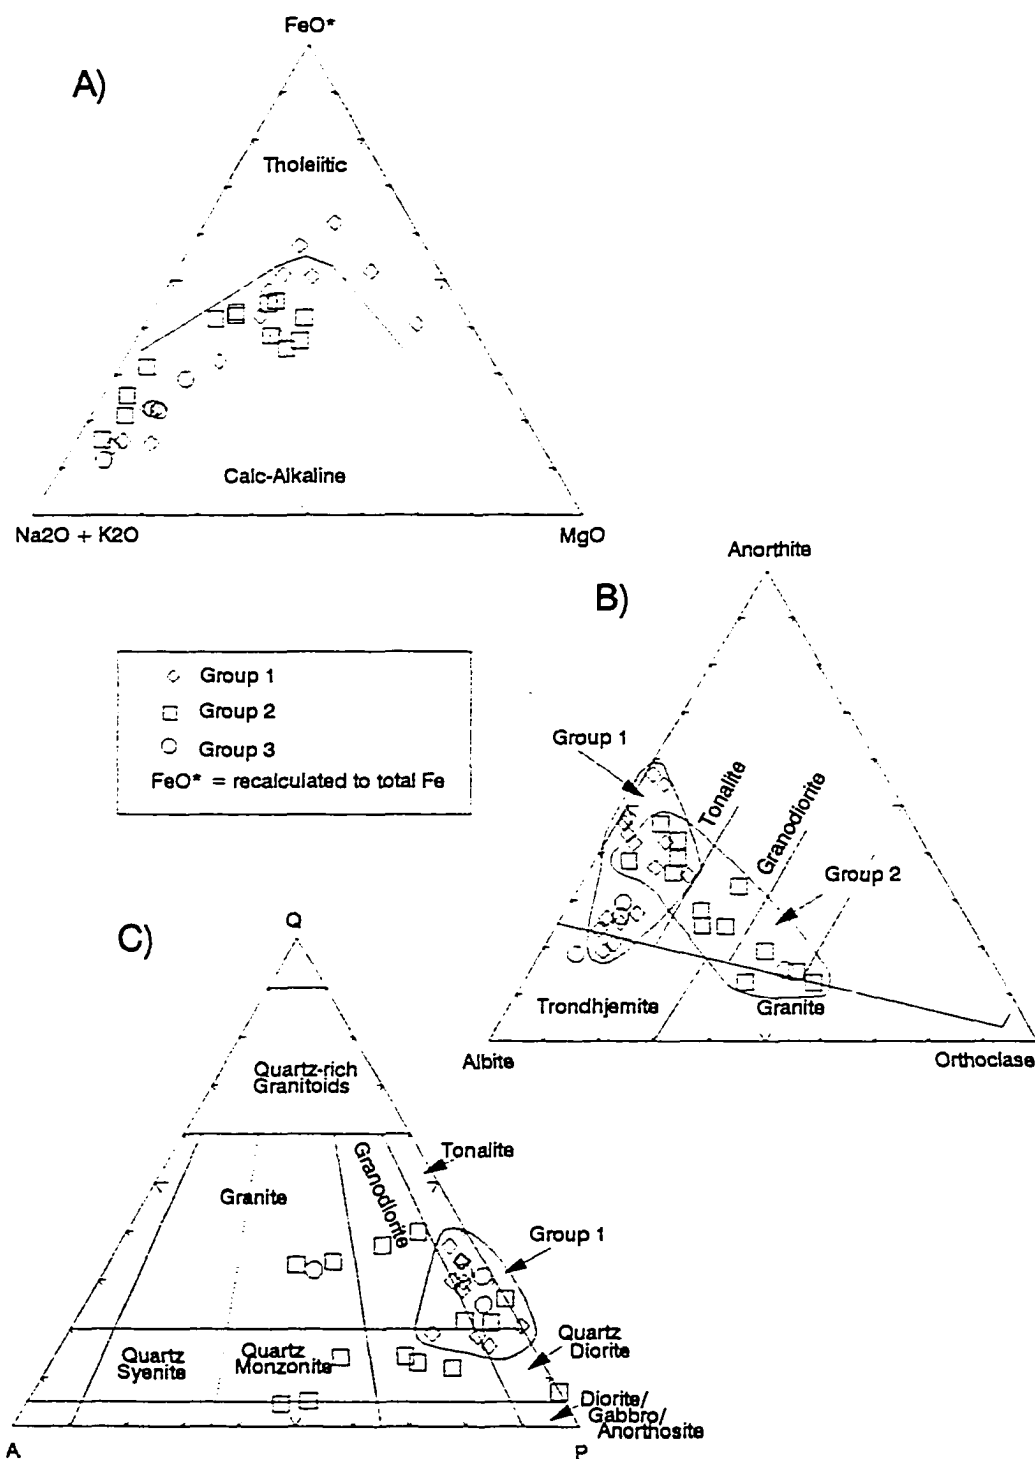 FeO*
A)
Tholeiitic
Calc-Alkaline
Na2O + K2O
MgO
Anorthite
B)
Group 1
Group 2
Group 3
FeO* = recalculated to total Fe
Group 1
Tonalite
Granodiorite
Group 2
Trondhjemite
Granite
Albite
Orthoclase
C)
Q
Quartz-rich
Granitoids
Tonalite
Granodiorite
Granite
Group 1
Quartz
Diorite
Quartz
Syenite
Quartz
Monzonite
Diorite/
Gabbro/
Anorthosite
A
P